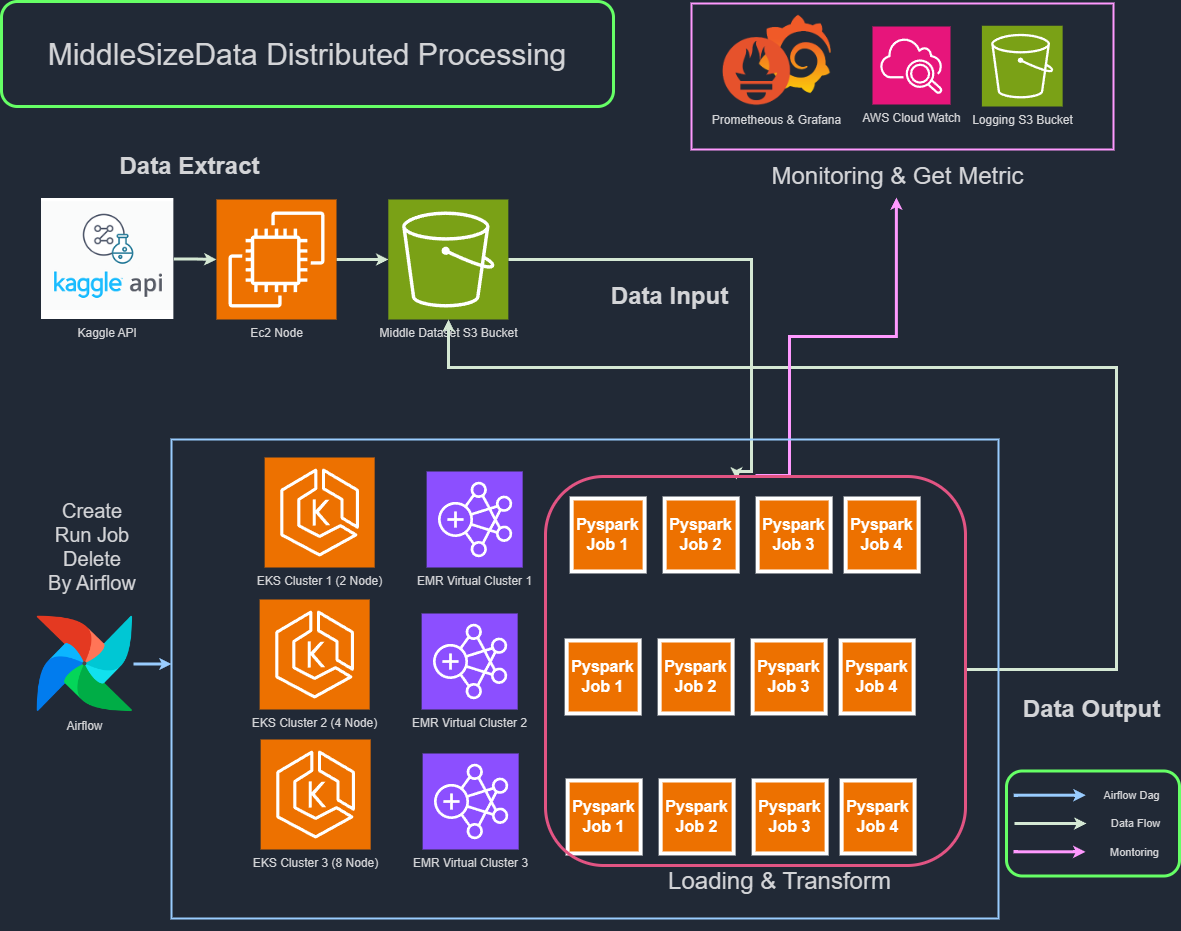 MiddleSizeData Distributed Processing
Prometheous & Grafana
AWS Cloud Watch
Logging S3 Bucket
Monitoring & Get Metric
Data Extract
kaggle api
Kaggle API
Ec2 Node
Middle Dataset S3 Bucket
Data Input
Create
Run Job
Delete
By Airflow
Airflow
K
EKS Cluster 1 (2 Node)
EMR Virtual Cluster 1
Pyspark
Job 1
Pyspark
Job 2
Pyspark
Job 3
Pyspark
Job 4
K
EKS Cluster 2 (4 Node)
EMR Virtual Cluster 2
Pyspark
Job 1
Pyspark
Job 2
Pyspark
Job 3
Pyspark
Job 4
K
EKS Cluster 3 (8 Node)
EMR Virtual Cluster 3
Pyspark
Job 1
Pyspark
Job 2
Pyspark
Job 3
Pyspark
Job 4
Loading & Transform
Data Output
Airflow Dag
Data Flow
Montoring